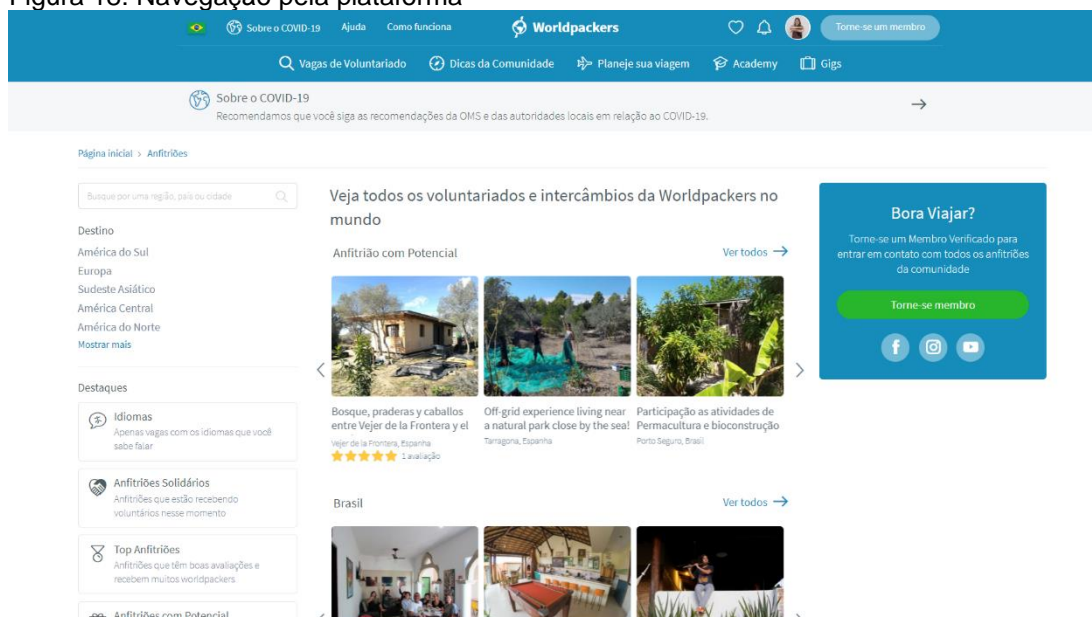 Figura 18: Navegação pela plataforma
Sobre o COVID-19 Ajuda Como funciona Worldpackers Torne-se um membro
Vagas de Voluntariado Dicas da Comunidade Planeje sua viagem Academy Gigs
Sobre o COVID-19
Recomendamos que você siga as recomendações da OMS e das autoridades locais em relação ao COVID-19.
Página inicial > Anfitriões
Busque por uma região, país ou cidade
Destino
América do Sul
Europa
Sudeste Asiático
América Central
América do Norte
Mostrar mais
Destaques
Idiomas
Apenas vagas com os idiomas que você
sabe falar
Anfitriões Solidários
Anfitriões que estão recebendo
voluntários nesse momento
Top Anfitriões
Anfitriões que têm boas avaliações e
recebem muitos worldpackers
Anfitriões com Potencial
Veja todos os voluntariados e intercâmbios da Worldpackers no
mundo
Anfitrião com Potencial Ver todos
Bosque, praderas y caballos
entre Vejer de la Frontera y el
Vejer de la Frontera, Espanha
1 avaliação
Off-grid experience living near
a natural park close by the sea!
Tarragona, Espanha
Participação as atividades de
Permacultura e bioconstrução
Porto Seguro, Brasil
Brasil Ver todos
Bora Viajar?
Torne-se um Membro Verificado para
entrar em contato com todos os anfitriões
da comunidade
Torne-se membro